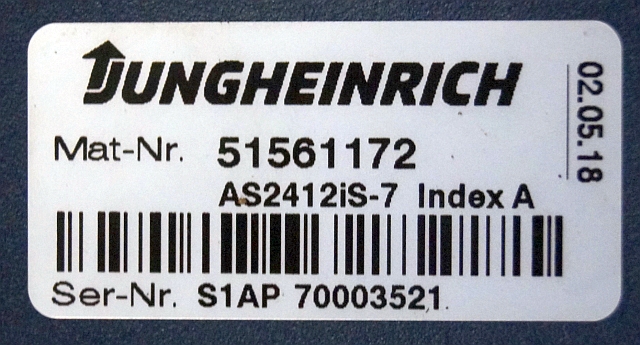 JUNGHEINRICH
Mat-Nr. 51561172
AS2412iS-7 Index A
Ser-Nr. S1AP 70003521
02.05.18